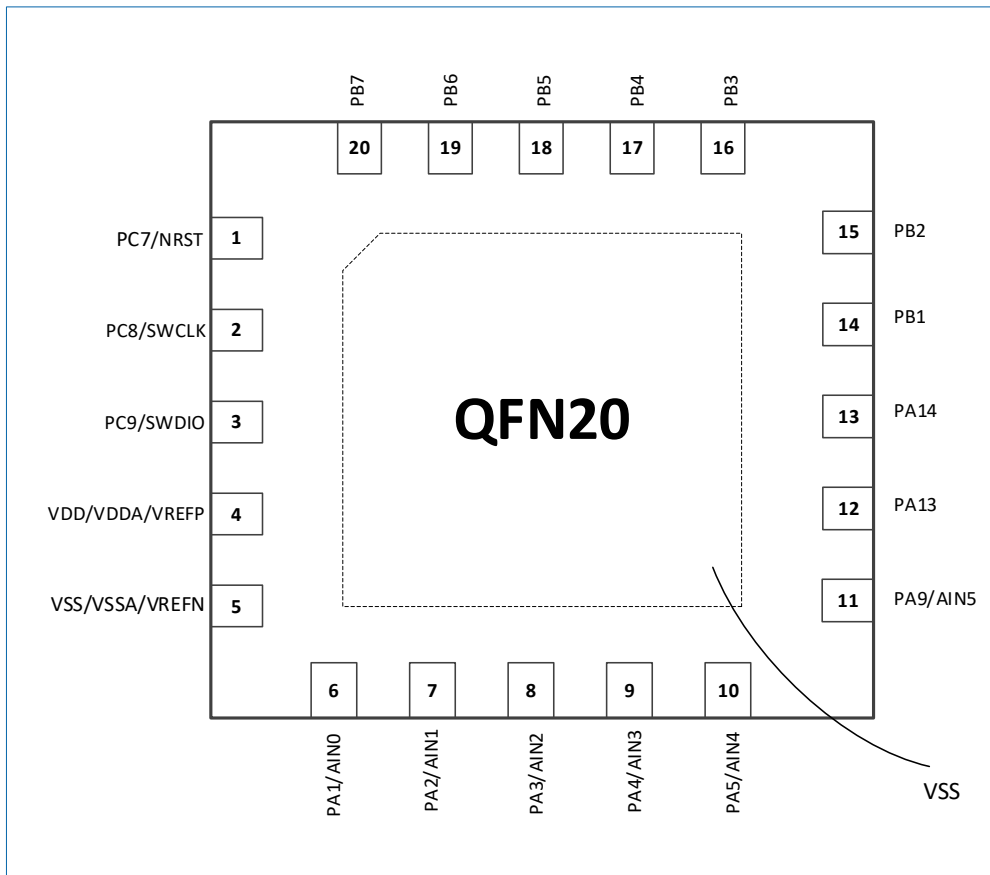 PB7
PB6
PB5
PB4
PB3
20
19
18
17
16
PC7/NRST
1
15
PB2
PC8/SWCLK
2
14
PB1
PC9/SWDIO
3
QFN20
13
PA14
VDD/VDDA/VREFP
4
12
PA13
VSS/VSSA/VREFN
5
11
PA9/AIN5
6
7
8
9
10
PA1/AIN0
PA2/AIN1
PA3/AIN2
PA4/AIN3
PA5/AIN4
VSS